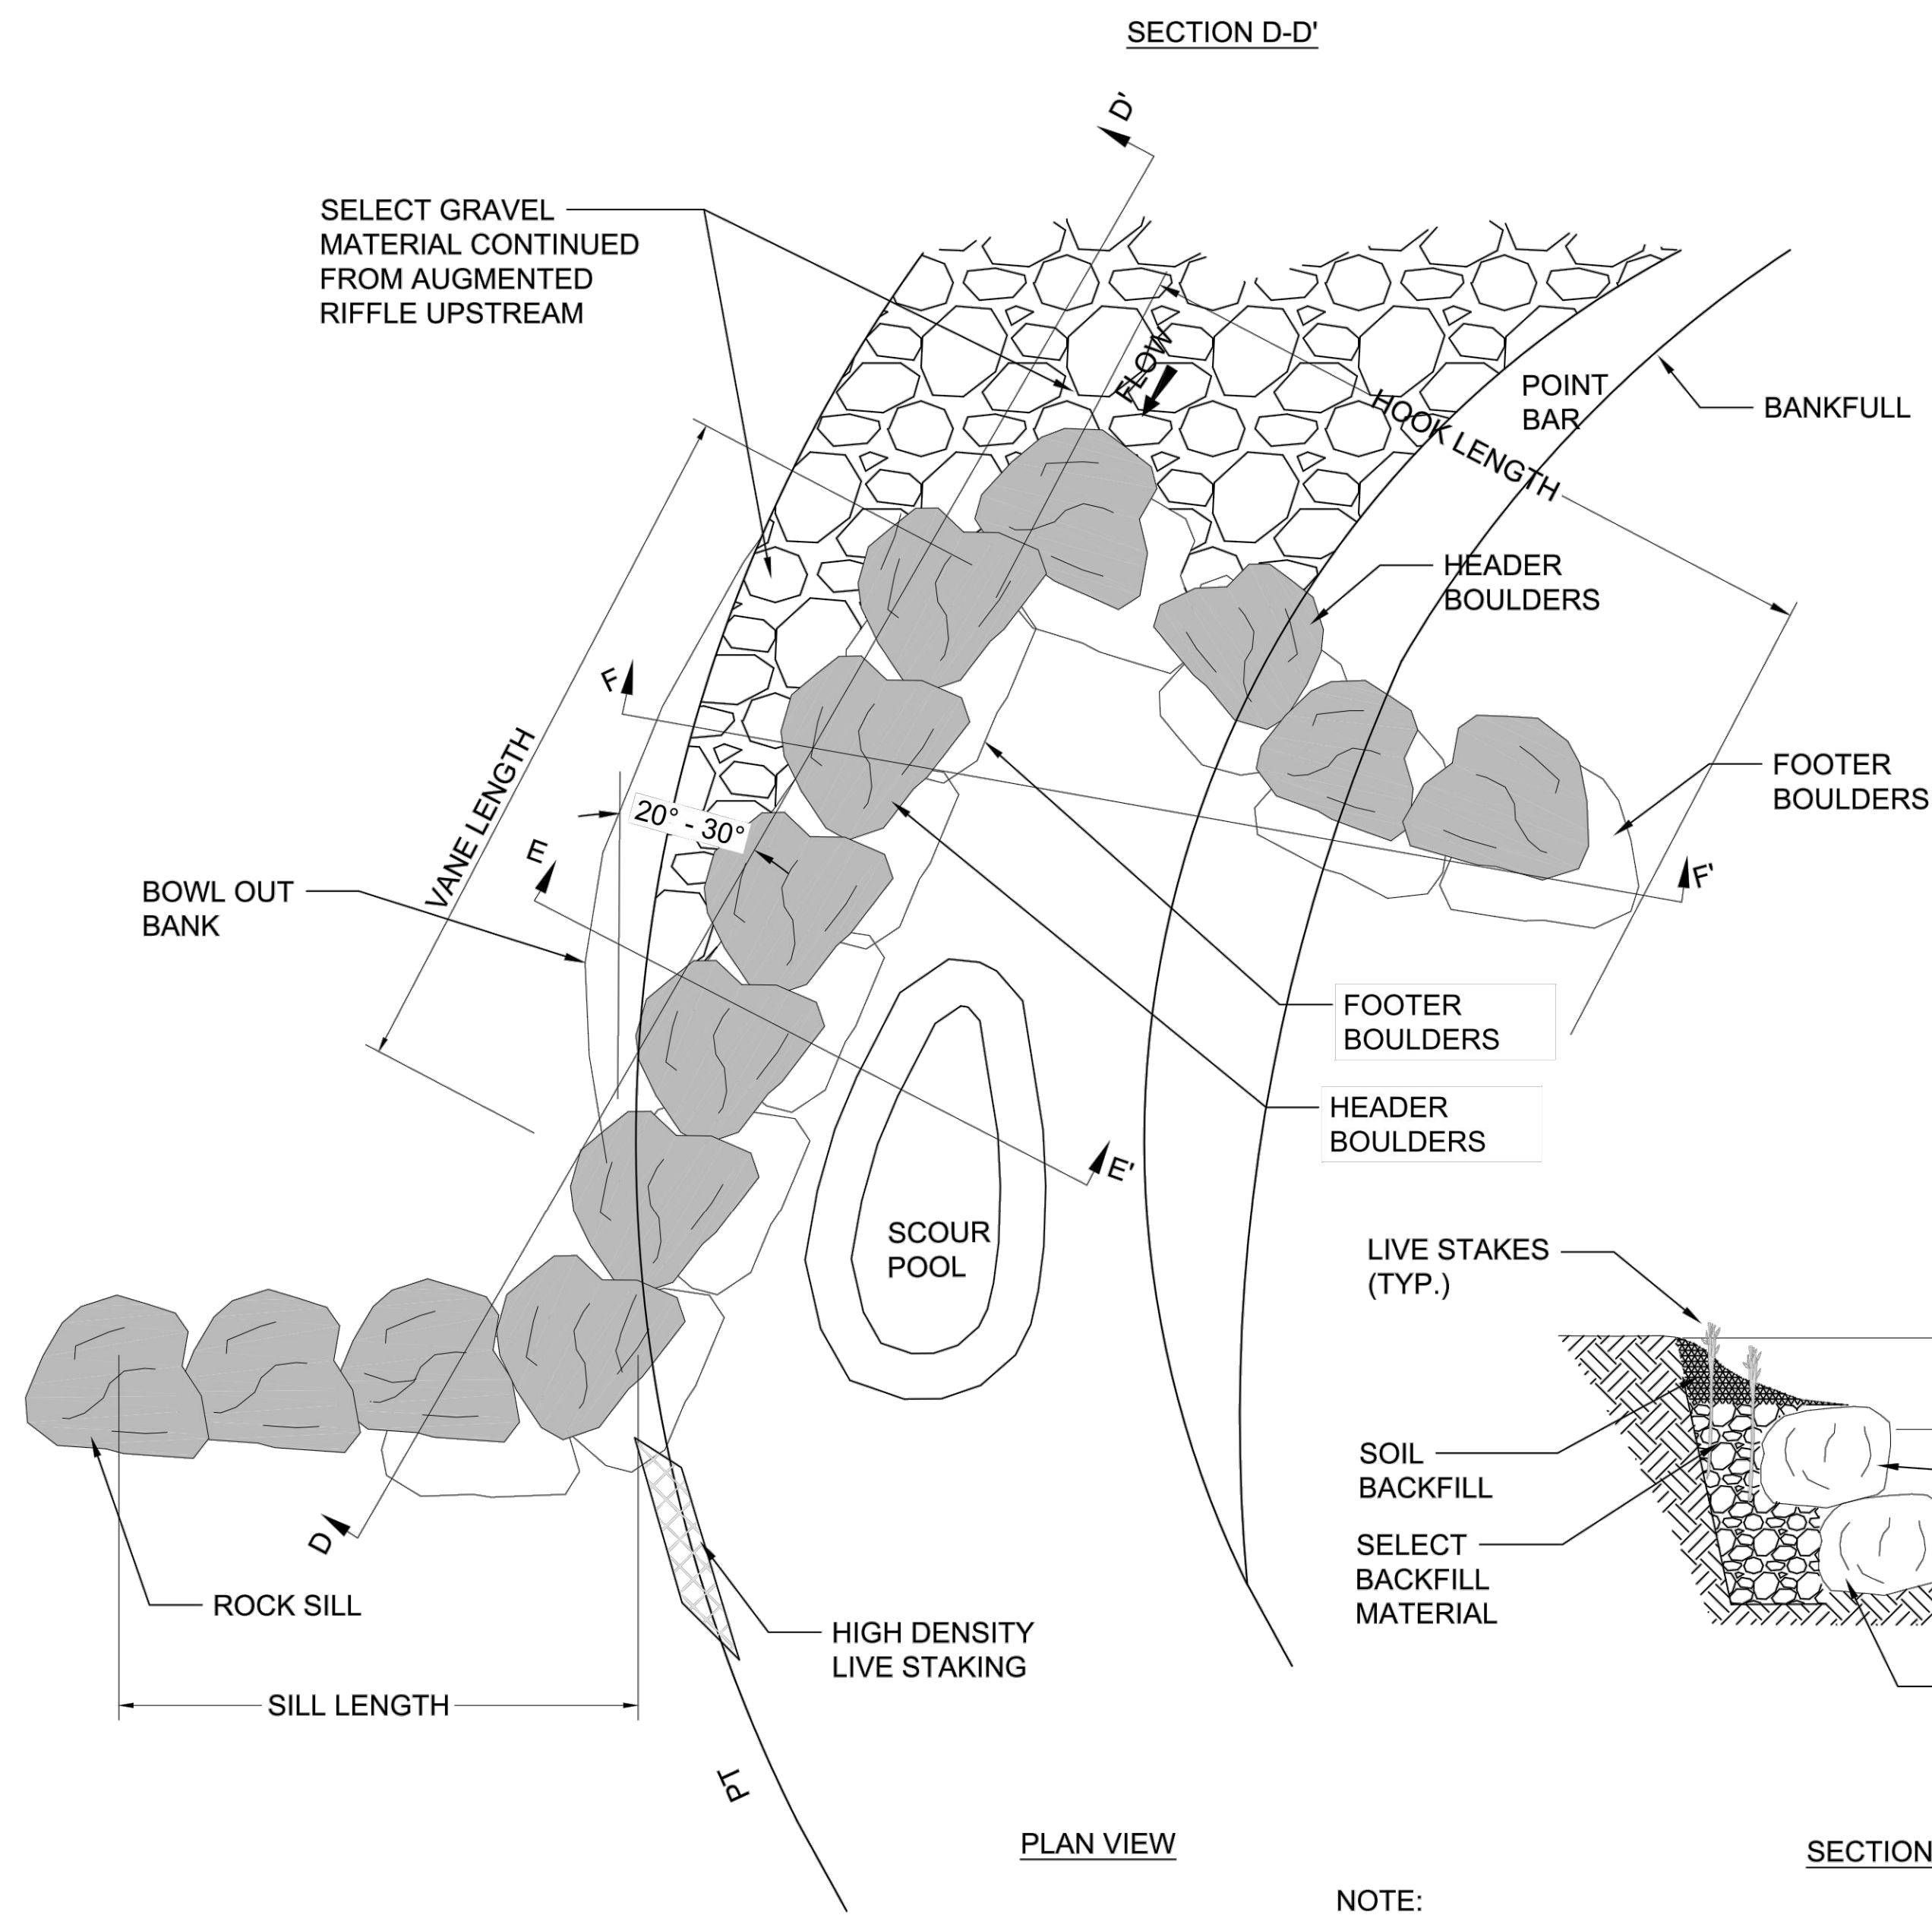 SECTION D-D'
D'
SELECT GRAVEL
MATERIAL CONTINUED
FROM AUGMENTED
RIFFLE UPSTREAM
FLOW
HOOK LENGTH
POINT
BAR
BANKFULL
HEADER
BOULDERS
F
VANE LENGTH
20° - 30°
FOOTER
BOULDERS
E
F'
BOWL OUT
BANK
FOOTER
BOULDERS
HEADER
BOULDERS
E'
SCOUR
POOL
LIVE STAKES
(TYP.)
SOIL
BACKFILL
SELECT
BACKFILL
MATERIAL
D
ROCK SILL
HIGH DENSITY
LIVE STAKING
SILL LENGTH
PT
PLAN VIEW
SECTION
NOTE: